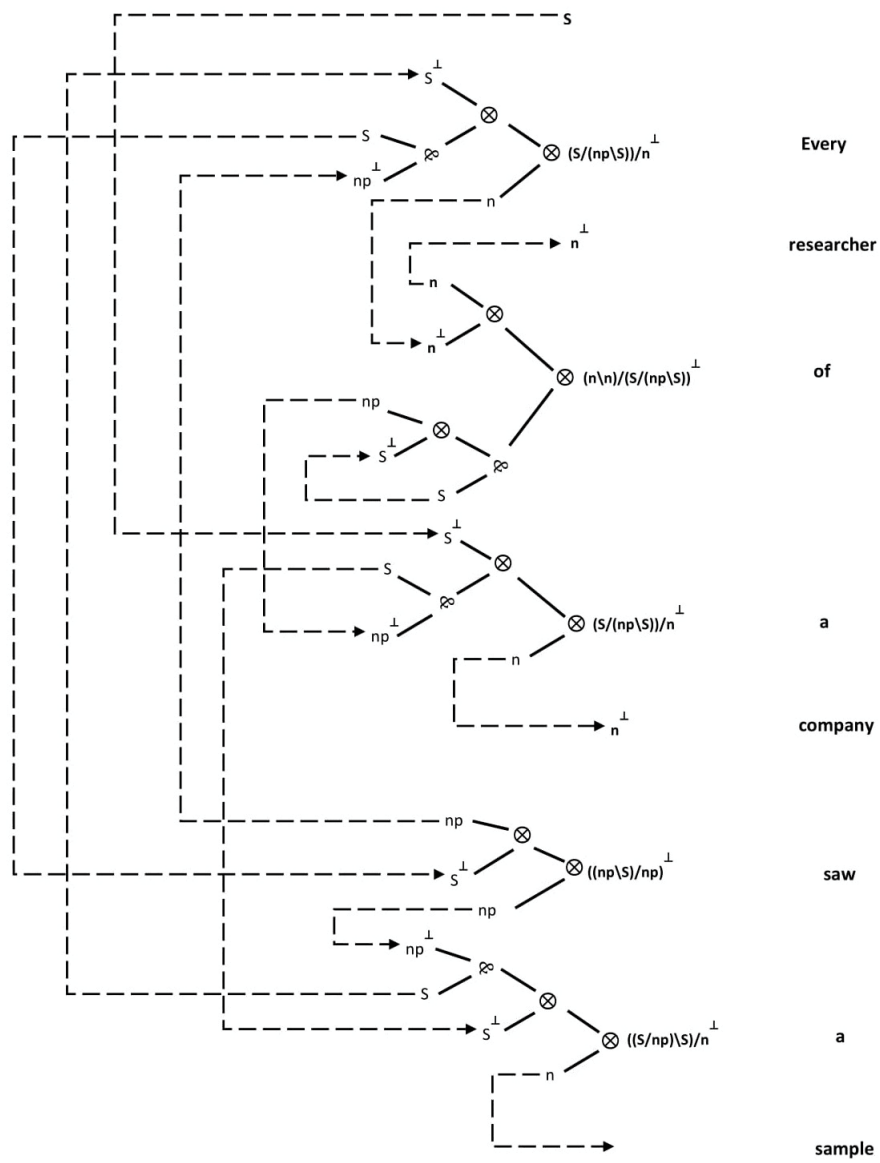 S
S⊥
⊗
S
⅋
⊗ (S/(np\S))/n⊥ Every
np⊥
n
n⊥ researcher
n
⊗
n⊥
⊗ (n\n)/(S/(np\S))⊥ of
np
⊗
S⊥
⅋
S
S⊥
⊗
S
⅋
np⊥
⊗ (S/(np\S))/n⊥ a
n
n⊥ company
np
⊗
S⊥
⊗ ((np\S)/np)⊥ saw
np
np⊥
⅋
S
⊗
S⊥
⊗ ((S/np)\S)/n⊥ a
n
sample